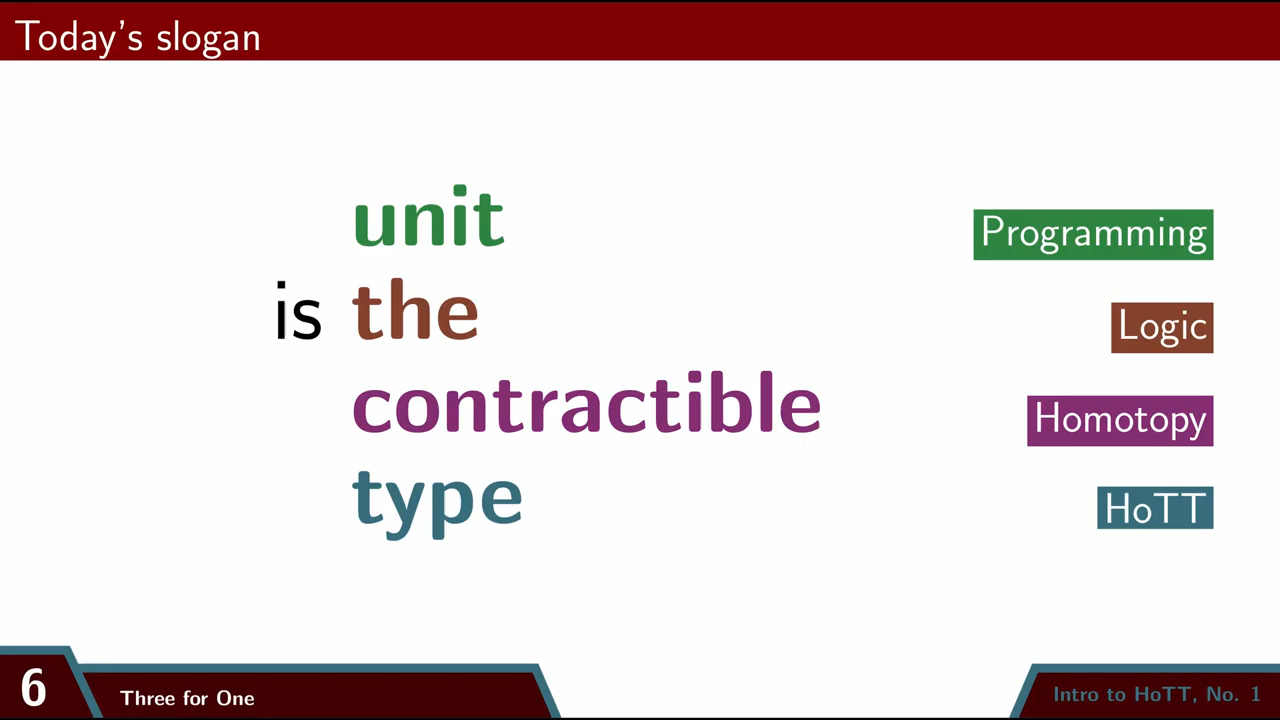 Today's slogan
unit
Programming
is the
Logic
contractible
Homotopy
type
HoTT
6
Three for One
Intro to HoTT, No. 1